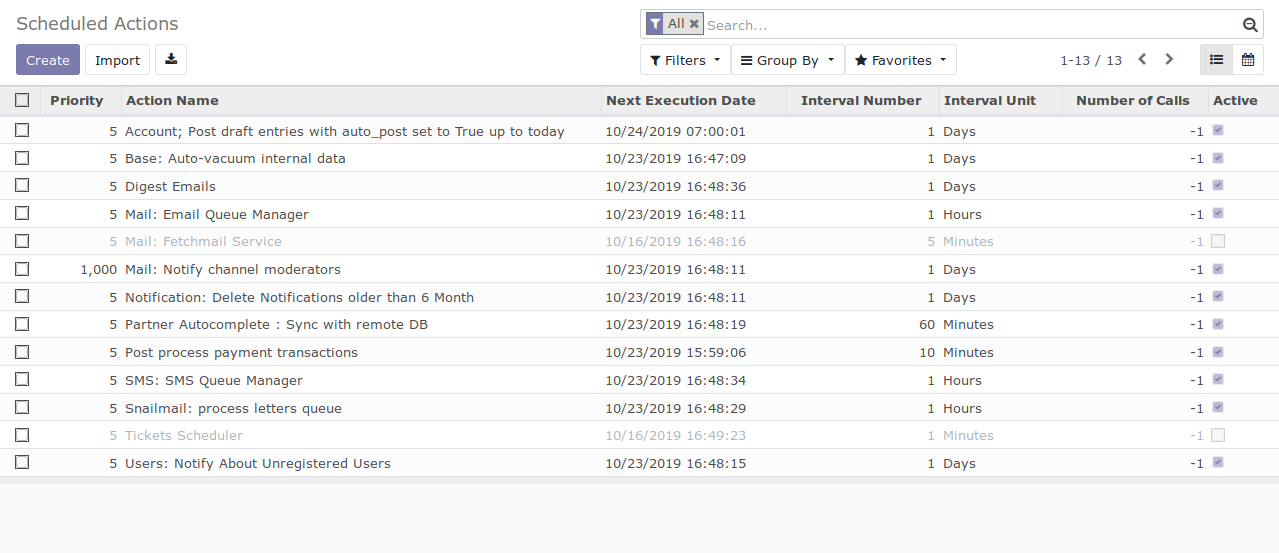 Scheduled Actions
All Search...
Create Import Filters Group By Favorites 1-13 / 13
Priority Action Name Next Execution Date Interval Number Interval Unit Number of Calls Active
5 Account; Post draft entries with auto_post set to True up to today 10/24/2019 07:00:01 1 Days -1
5 Base: Auto-vacuum internal data 10/23/2019 16:47:09 1 Days -1
5 Digest Emails 10/23/2019 16:48:36 1 Days -1
5 Mail: Email Queue Manager 10/23/2019 16:48:11 1 Hours -1
5 Mail: Fetchmail Service 10/16/2019 16:48:16 5 Minutes -1
1,000 Mail: Notify channel moderators 10/23/2019 16:48:11 1 Days -1
5 Notification: Delete Notifications older than 6 Month 10/23/2019 16:48:11 1 Days -1
5 Partner Autocomplete : Sync with remote DB 10/23/2019 16:48:19 60 Minutes -1
5 Post process payment transactions 10/23/2019 15:59:06 10 Minutes -1
5 SMS: SMS Queue Manager 10/23/2019 16:48:34 1 Hours -1
5 Snailmail: process letters queue 10/23/2019 16:48:29 1 Hours -1
5 Tickets Scheduler 10/16/2019 16:49:23 1 Minutes -1
5 Users: Notify About Unregistered Users 10/23/2019 16:48:15 1 Days -1